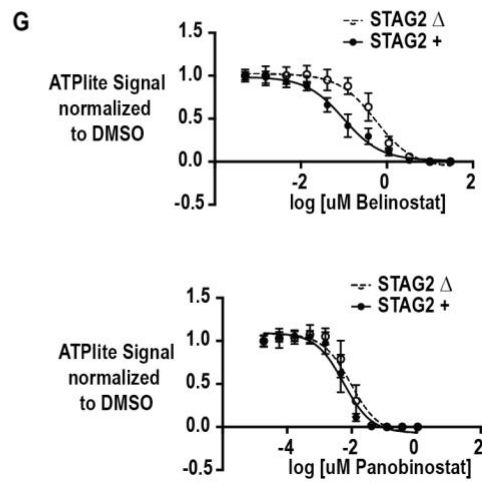 G
STAG2 Δ
STAG2 +
1.5
1.0
0.5
0.0
-0.5
ATPlite Signal
normalized
to DMSO
-2
0
2
log [uM Belinostat]
STAG2 Δ
STAG2 +
1.5
1.0
0.5
0.0
-0.5
ATPlite Signal
normalized
to DMSO
-4
-2
0
2
log [uM Panobinostat]